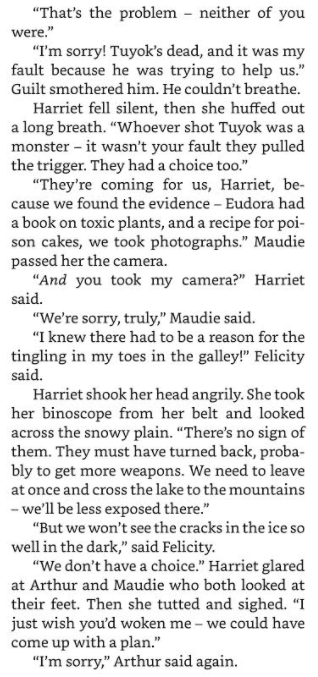 “That’s the problem – neither of you
were.”
“I’m sorry! Tuyok’s dead, and it was my
fault because he was trying to help us.”
Guilt smothered him. He couldn’t breathe.
Harriet fell silent, then she huffed out
a long breath. “Whoever shot Tuyok was a
monster – it wasn’t your fault they pulled
the trigger. They had a choice too.”
“They’re coming for us, Harriet, be-
cause we found the evidence – Eudora had
a book on toxic plants, and a recipe for poi-
son cakes, we took photographs.” Maudie
passed her the camera.
“And you took my camera?” Harriet
said.
“We’re sorry, truly,” Maudie said.
“I knew there had to be a reason for the
tingling in my toes in the galley!” Felicity
said.
Harriet shook her head angrily. She took
her binoscope from her belt and looked
across the snowy plain. “There’s no sign of
them. They must have turned back, proba-
bly to get more weapons. We need to leave
at once and cross the lake to the mountains
– we’ll be less exposed there.”
“But we won’t see the cracks in the ice so
well in the dark,” said Felicity.
“We don’t have a choice.” Harriet glared
at Arthur and Maudie who both looked at
their feet. Then she tutted and sighed. “I
just wish you’d woken me – we could have
come up with a plan.”
“I’m sorry,” Arthur said again.